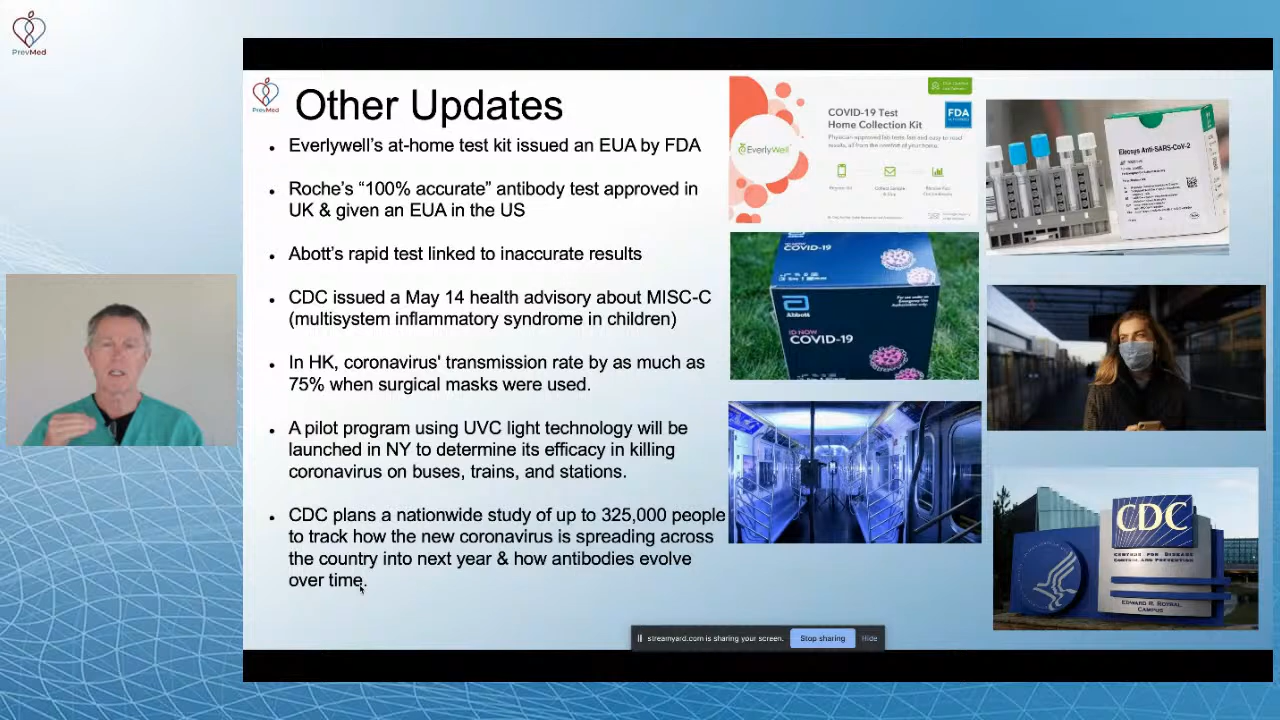 PrevMed
PrevMed
Other Updates
Everlywell's at-home test kit issued an EUA by FDA
Roche's “100% accurate” antibody test approved in
UK & given an EUA in the US
Abott's rapid test linked to inaccurate results
CDC issued a May 14 health advisory about MISC-C
(multisystem inflammatory syndrome in children)
In HK, coronavirus' transmission rate by as much as
75% when surgical masks were used.
A pilot program using UVC light technology will be
launched in NY to determine its efficacy in killing
coronavirus on buses, trains, and stations.
CDC plans a nationwide study of up to 325,000 people
to track how the new coronavirus is spreading across
the country into next year & how antibodies evolve
over time.
COVID-19 Test
Home Collection Kit
FDA
EverlyWell
Elecsys Anti-SARS-CoV-2
COVID-19
Abbott
ID NOW
COVID-19
CDC
CENTERS FOR DISEASE
CONTROL AND PREVENTION
EDWARD R. ROYBAL
CAMPUS
streamyard.com is sharing your screen.
Stop sharing
Hide